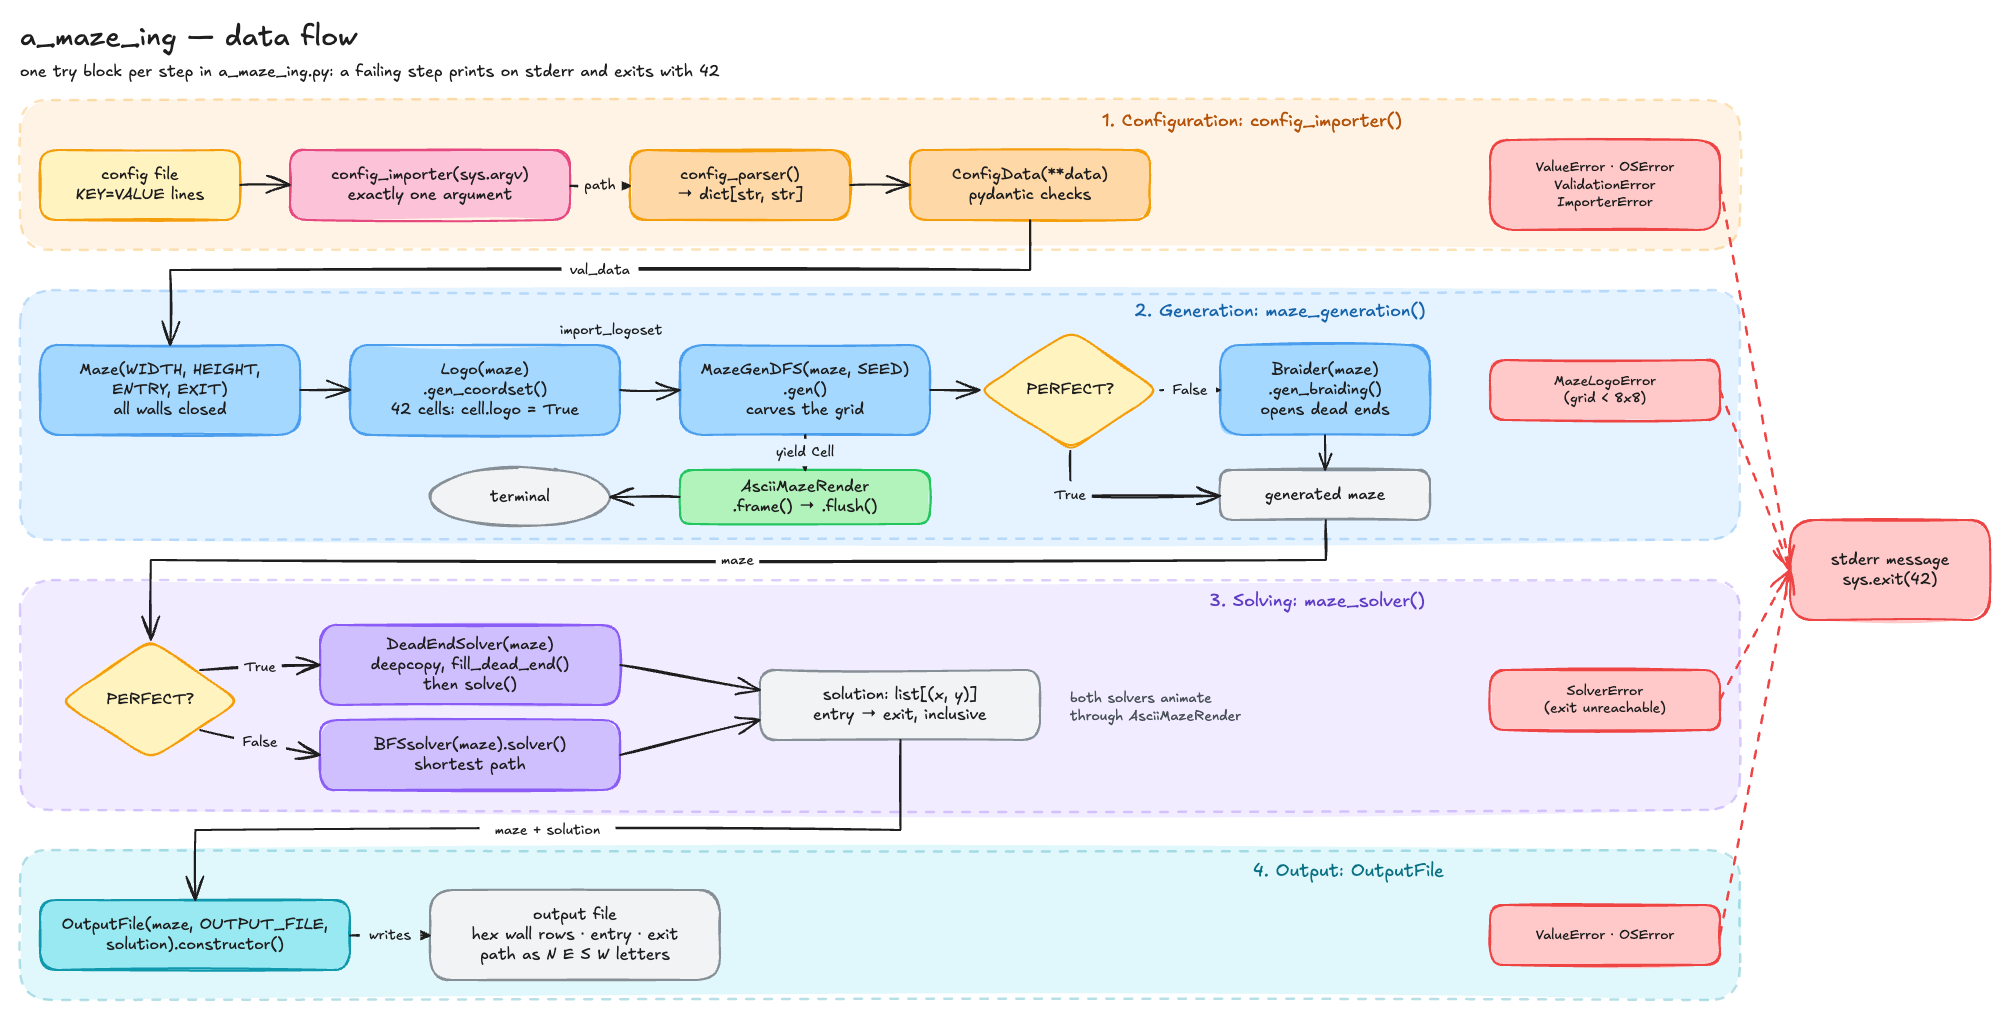 a_maze_ing — data flow
one try block per step in a_maze_ing.py: a failing step prints on stderr and exits with 42
1. Configuration: config_importer()
config file
KEY=VALUE lines
config_importer(sys.argv)
exactly one argument
path
config_parser()
→ dict[str, str]
ConfigData(**data)
pydantic checks
ValueError · OSError
ValidationError
ImporterError
val_data
2. Generation: maze_generation()
import_logoset
Maze(WIDTH, HEIGHT,
ENTRY, EXIT)
all walls closed
Logo(maze)
.gen_coordset()
42 cells: cell.logo = True
MazeGenDFS(maze, SEED)
.gen()
carves the grid
PERFECT?
False
Braider(maze)
.gen_braiding()
opens dead ends
MazeLogoError
(grid < 8x8)
yield Cell
terminal
AsciiMazeRender
.frame() → .flush()
True
generated maze
maze
stderr message
sys.exit(42)
3. Solving: maze_solver()
PERFECT?
True
DeadEndSolver(maze)
deepcopy, fill_dead_end()
then solve()
False
BFSsolver(maze).solver()
shortest path
solution: list[(x, y)]
entry → exit, inclusive
both solvers animate
through AsciiMazeRender
SolverError
(exit unreachable)
maze + solution
4. Output: OutputFile
OutputFile(maze, OUTPUT_FILE,
solution).constructor()
writes
output file
hex wall rows · entry · exit
path as N E S W letters
ValueError · OSError